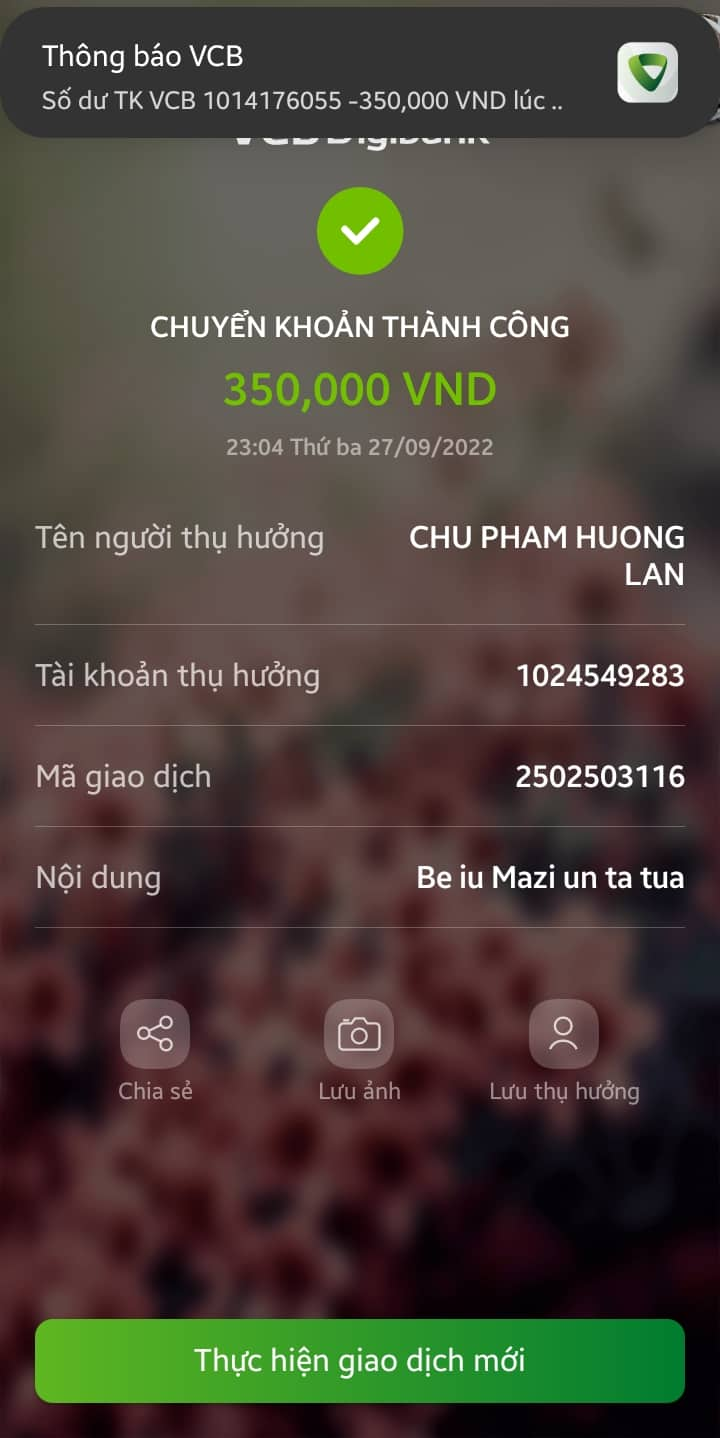 Thông báo VCB
Số dư TK VCB 1014176055 -350,000 VND lúc ..
VCB Digibank
CHUYỂN KHOẢN THÀNH CÔNG
350,000 VND
23:04 Thứ ba 27/09/2022
Tên người thụ hưởng
CHU PHAM HUONG
LAN
Tài khoản thụ hưởng
1024549283
Mã giao dịch
2502503116
Nội dung
Be iu Mazi un ta tua
Chia sẻ
Lưu ảnh
Lưu thụ hưởng
Thực hiện giao dịch mới